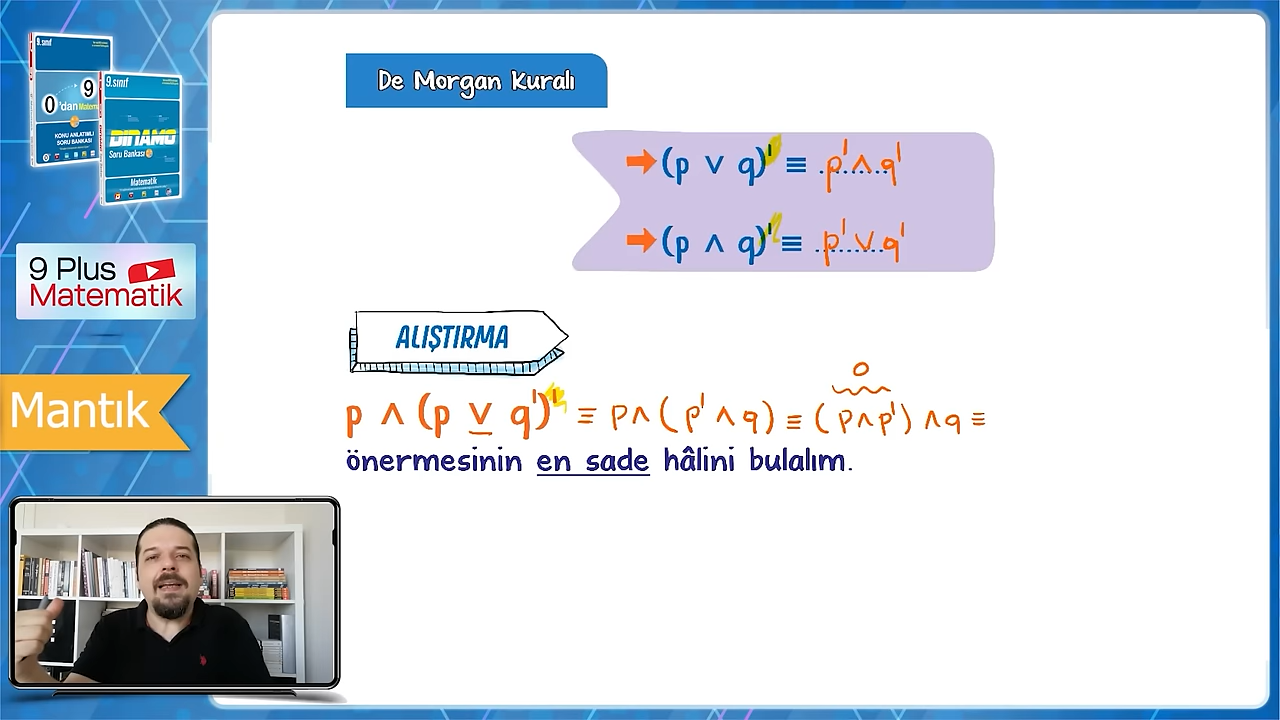 De Morgan Kuralı
➡(p ∨ q)' ≡ p' ∧ q'
➡(p ∧ q)' ≡ p' ∨ q'
ALIŞTIRMA
0
p ∧ (p ∨ q')' ≡ p ∧ (p' ∧ q) ≡ (p ∧ p') ∧ q ≡
önermesinin en sade hâlini bulalım.
9.sınıf
0'dan 9
KONU ANLATIMLI
SORU BANKASI
9.sınıf
DİNAMO
Soru Bankası
Matematik
9 Plus
Matematik
Mantık